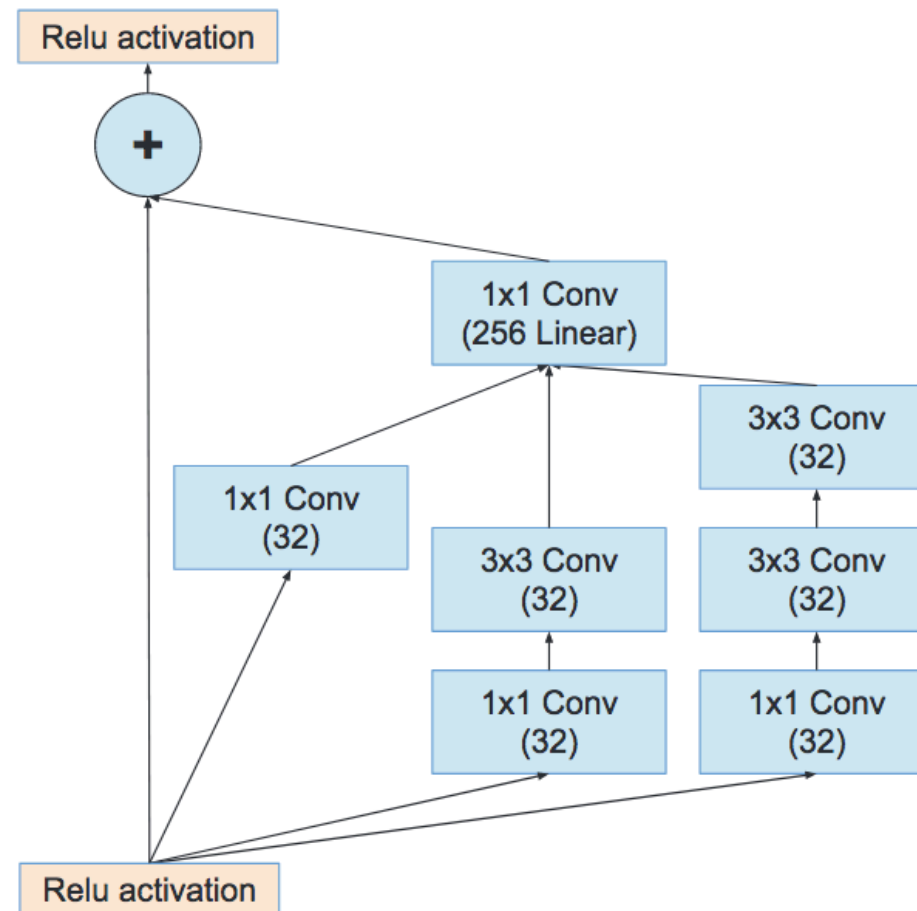 Relu activation
+
1x1 Conv
(256 Linear)
3x3 Conv
(32)
1x1 Conv
(32)
3x3 Conv
(32)
3x3 Conv
(32)
1x1 Conv
(32)
1x1 Conv
(32)
Relu activation